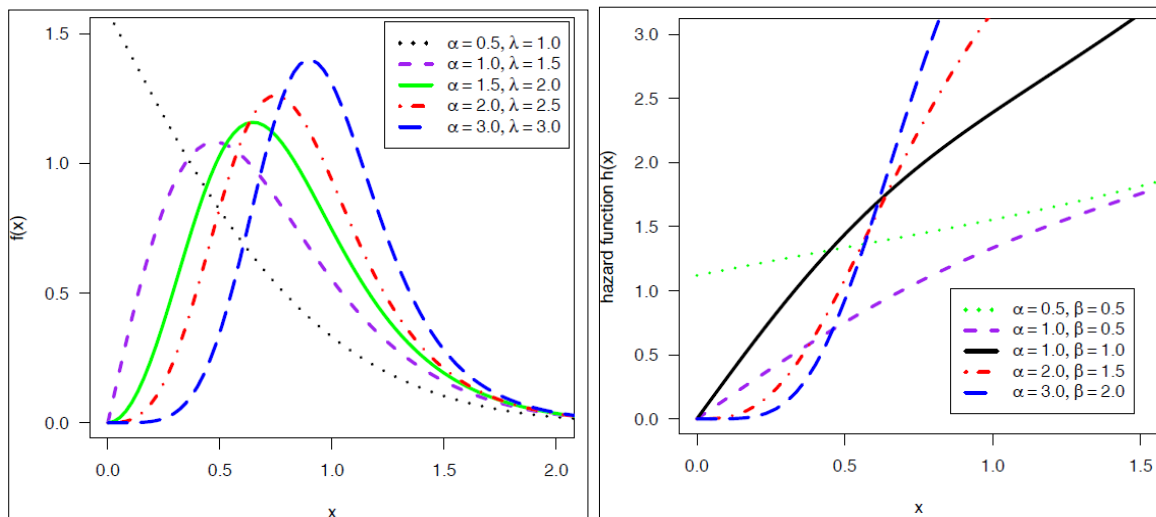 f(x)
1.5
1.0
0.5
0.0
0.0 0.5 1.0 1.5 2.0
x
α = 0.5, λ = 1.0
α = 1.0, λ = 1.5
α = 1.5, λ = 2.0
α = 2.0, λ = 2.5
α = 3.0, λ = 3.0
hazard function h(x)
3.0
2.5
2.0
1.5
1.0
0.5
0.0
0.0 0.5 1.0 1.5
x
α = 0.5, β = 0.5
α = 1.0, β = 0.5
α = 1.0, β = 1.0
α = 2.0, β = 1.5
α = 3.0, β = 2.0